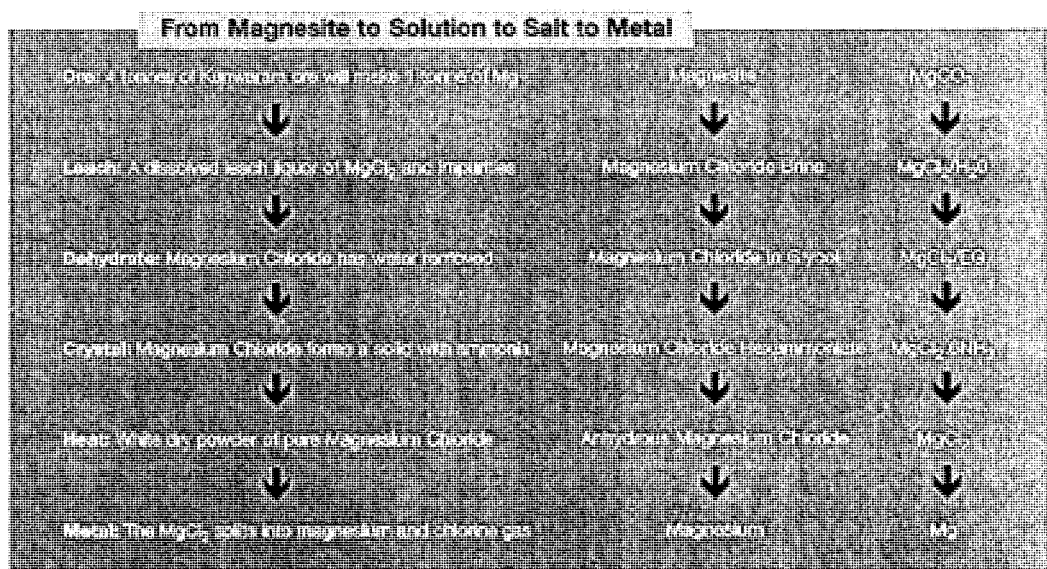 From Magnesite to Solution to Salt to Metal
Ore: 4 tonne of Kunwarara ore will make 1 tonne of Mg
Magnesite
MgCO₃
Leach: A dissolved leach liquor of MgCl₂ and impurities
Magnesium Chloride Brine
MgCl₂/H₂O
Dehydrate: Magnesium Chloride has water removed
Magnesium Chloride in Glycol
MgCl₂/EG
Crystal: Magnesium Chloride forms a solid with ammonia
Magnesium Chloride Hexammoniate
MgCl₂.6NH₃
Heat: White dry powder of pure Magnesium Chloride
Anhydrous Magnesium Chloride
MgCl₂
Metal: The MgCl₂ splits into magnesium and chlorine gas
Magnesium
Mg